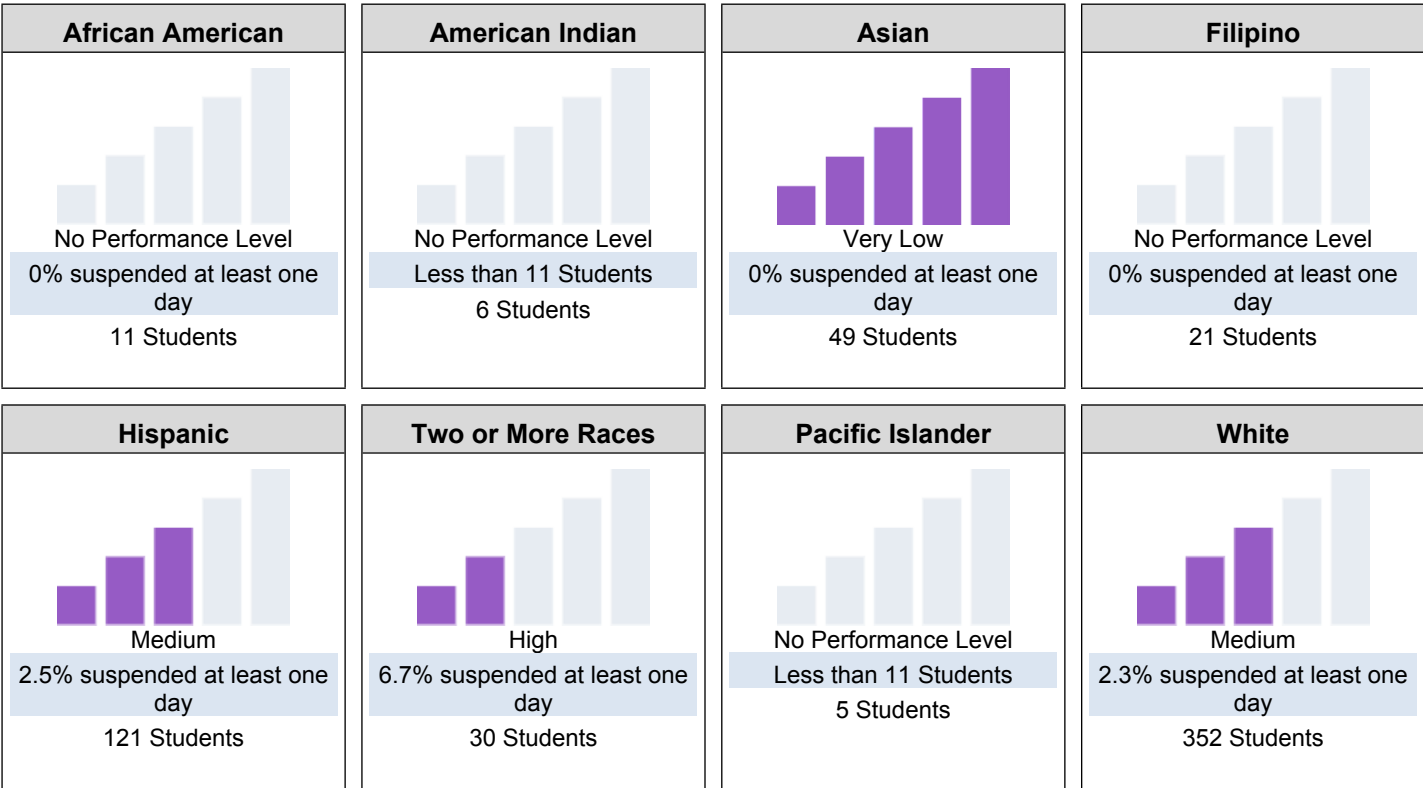 African American
No Performance Level
0% suspended at least one
day
11 Students
American Indian
No Performance Level
Less than 11 Students
6 Students
Asian
Very Low
0% suspended at least one
day
49 Students
Filipino
No Performance Level
0% suspended at least one
day
21 Students
Hispanic
Medium
2.5% suspended at least one
day
121 Students
Two or More Races
High
6.7% suspended at least one
day
30 Students
Pacific Islander
No Performance Level
Less than 11 Students
5 Students
White
Medium
2.3% suspended at least one
day
352 Students